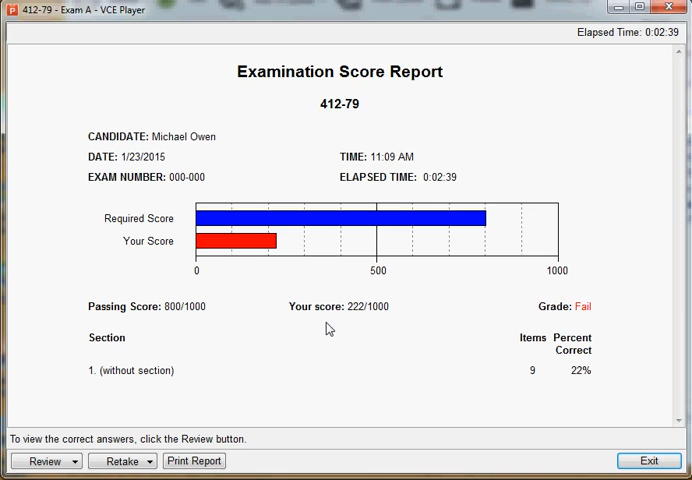 412-79 - Exam A - VCE Player
Elapsed Time: 0:02:39
Examination Score Report
412-79
CANDIDATE: Michael Owen
DATE: 1/23/2015 TIME: 11:09 AM
EXAM NUMBER: 000-000 ELAPSED TIME: 0:02:39
Required Score
Your Score
0 500 1000
Passing Score: 800/1000 Your score: 222/1000 Grade: Fail
Section Items Percent
Correct
1. (without section) 9 22%
To view the correct answers, click the Review button.
Review Retake Print Report Exit